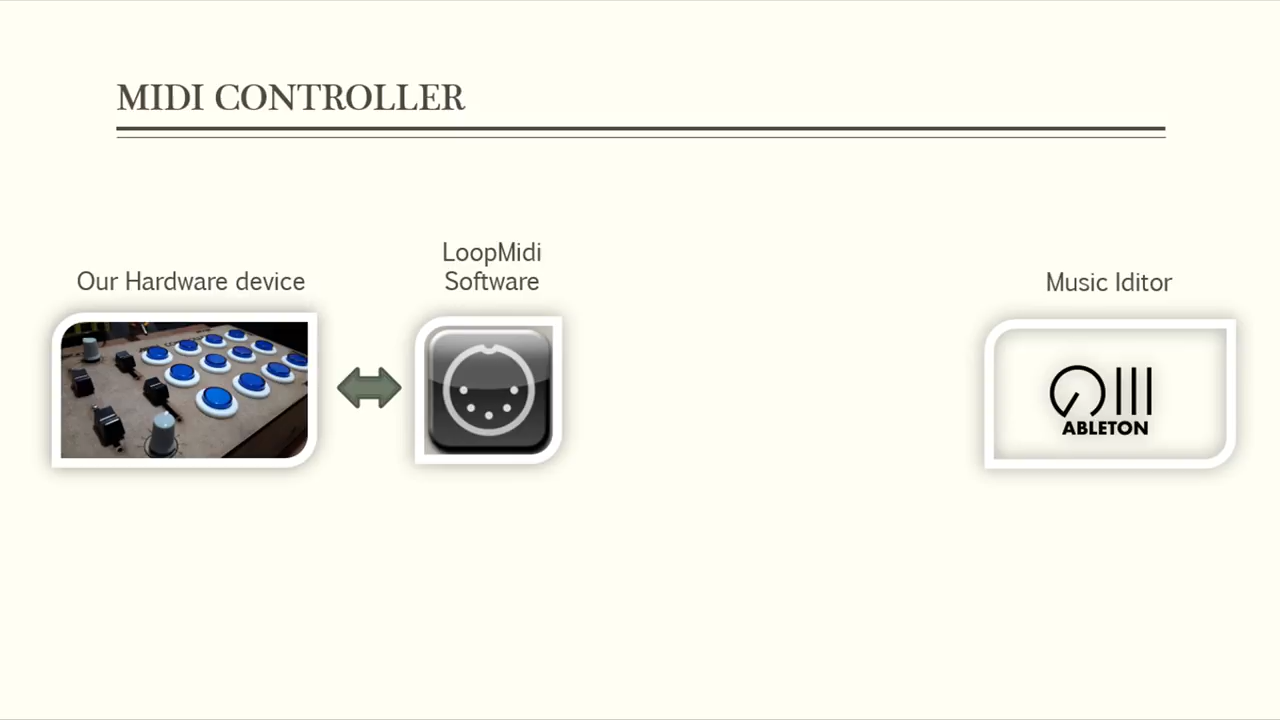 MIDI CONTROLLER
Our Hardware device
LoopMidi
Software
Music Iditor
ABLETON